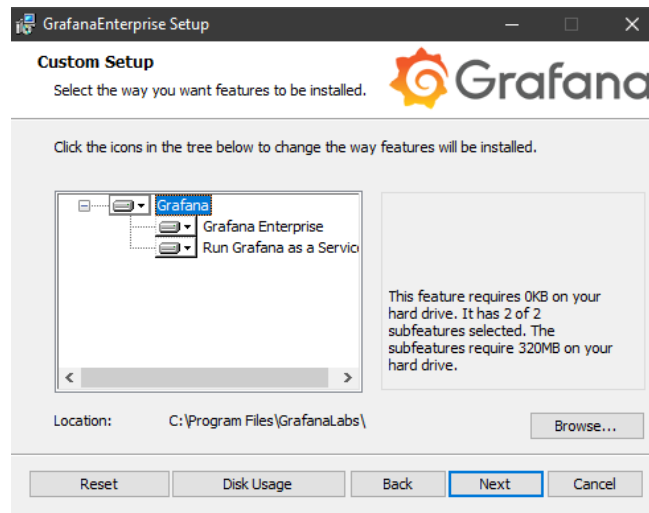 GrafanaEnterprise Setup
Custom Setup
Select the way you want features to be installed.
Grafana
Click the icons in the tree below to change the way features will be installed.
Grafana
Grafana Enterprise
Run Grafana as a Servic
This feature requires 0KB on your
hard drive. It has 2 of 2
subfeatures selected. The
subfeatures require 320MB on your
hard drive.
Location: C:\Program Files\GrafanaLabs\
Browse...
Reset Disk Usage Back Next Cancel